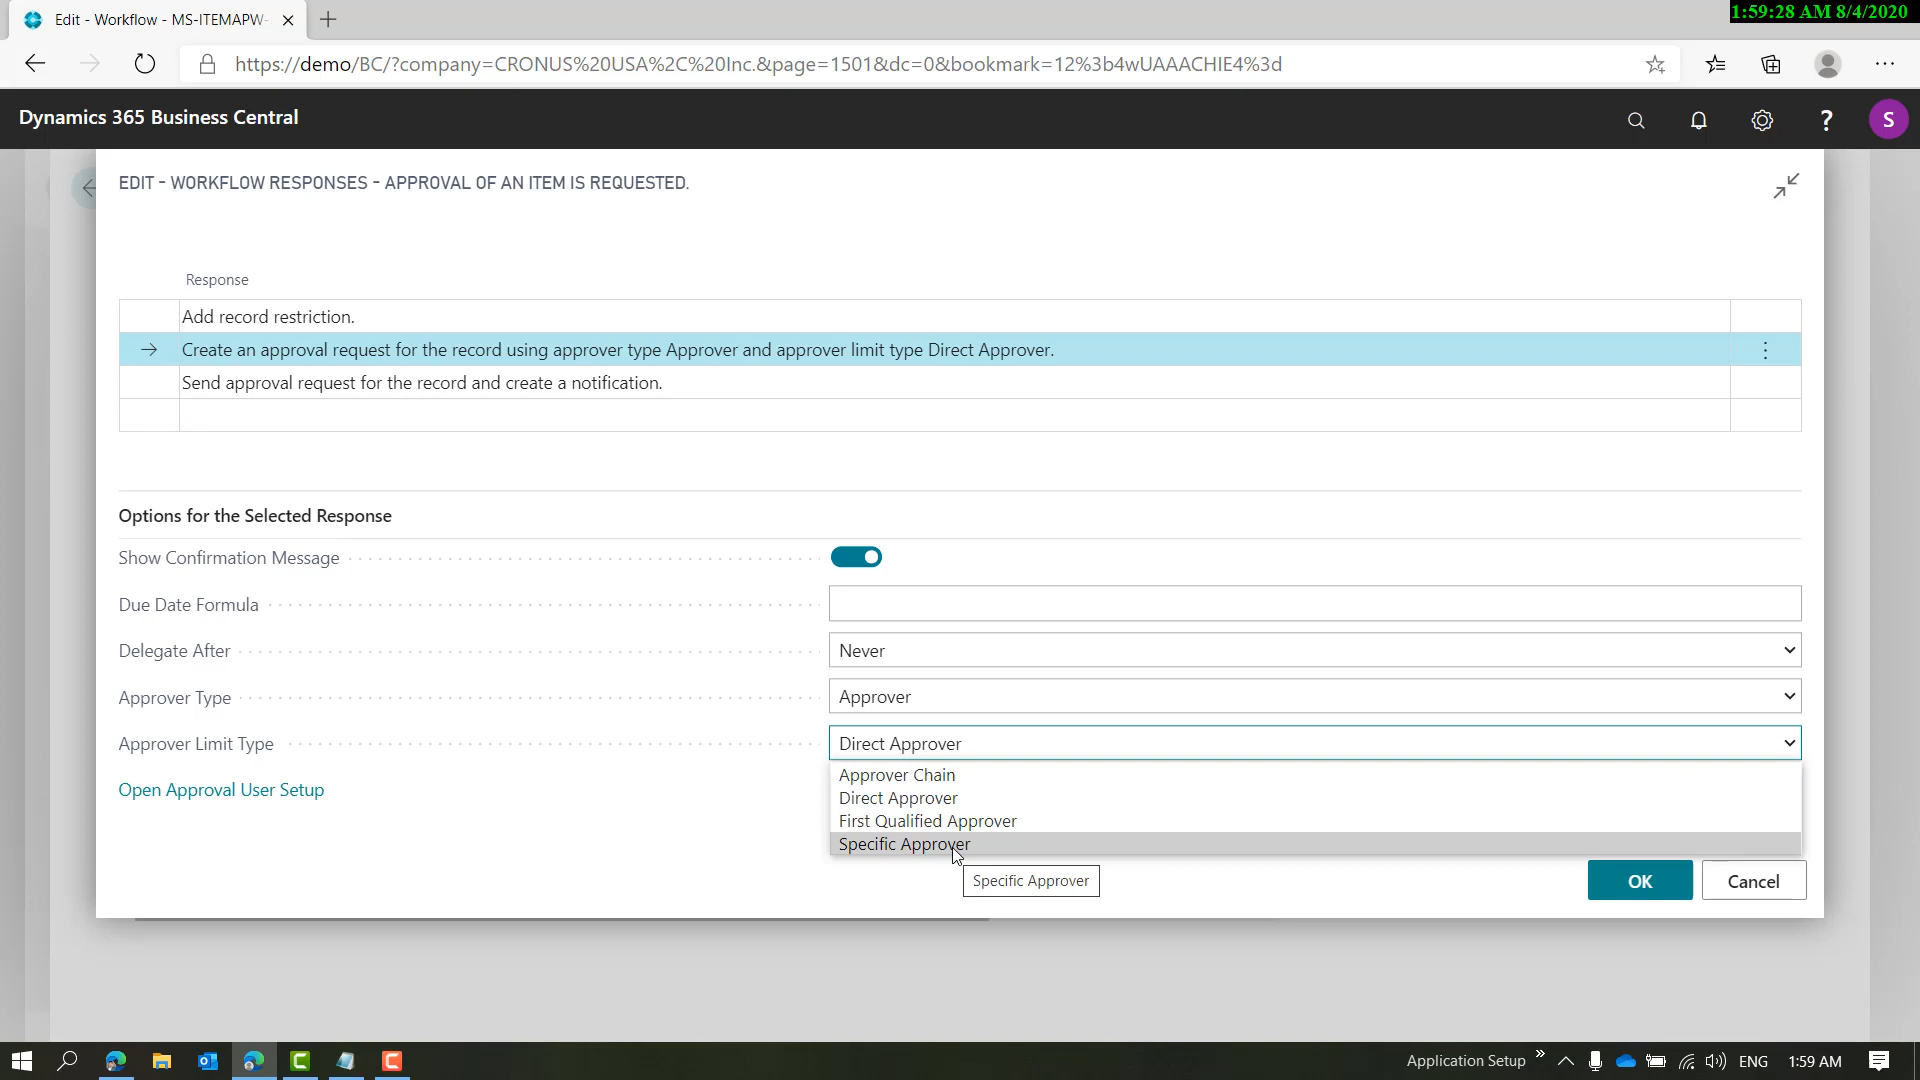 Edit - Workflow - MS-ITEMAPW-
1:59:28 AM 8/4/2020
https://demo/BC/?company=CRONUS%20USA%2C%20Inc.&page=1501&dc=0&bookmark=12%3b4wUAAACHIE4%3d
Dynamics 365 Business Central
?
S
EDIT - WORKFLOW RESPONSES - APPROVAL OF AN ITEM IS REQUESTED.
Response
Add record restriction.
Create an approval request for the record using approver type Approver and approver limit type Direct Approver.
Send approval request for the record and create a notification.
Options for the Selected Response
Show Confirmation Message
Due Date Formula
Delegate After
Never
Approver Type
Approver
Approver Limit Type
Direct Approver
Approver Chain
Open Approval User Setup
Direct Approver
First Qualified Approver
Specific Approver
Specific Approver
OK
Cancel
Application Setup
ENG
1:59 AM